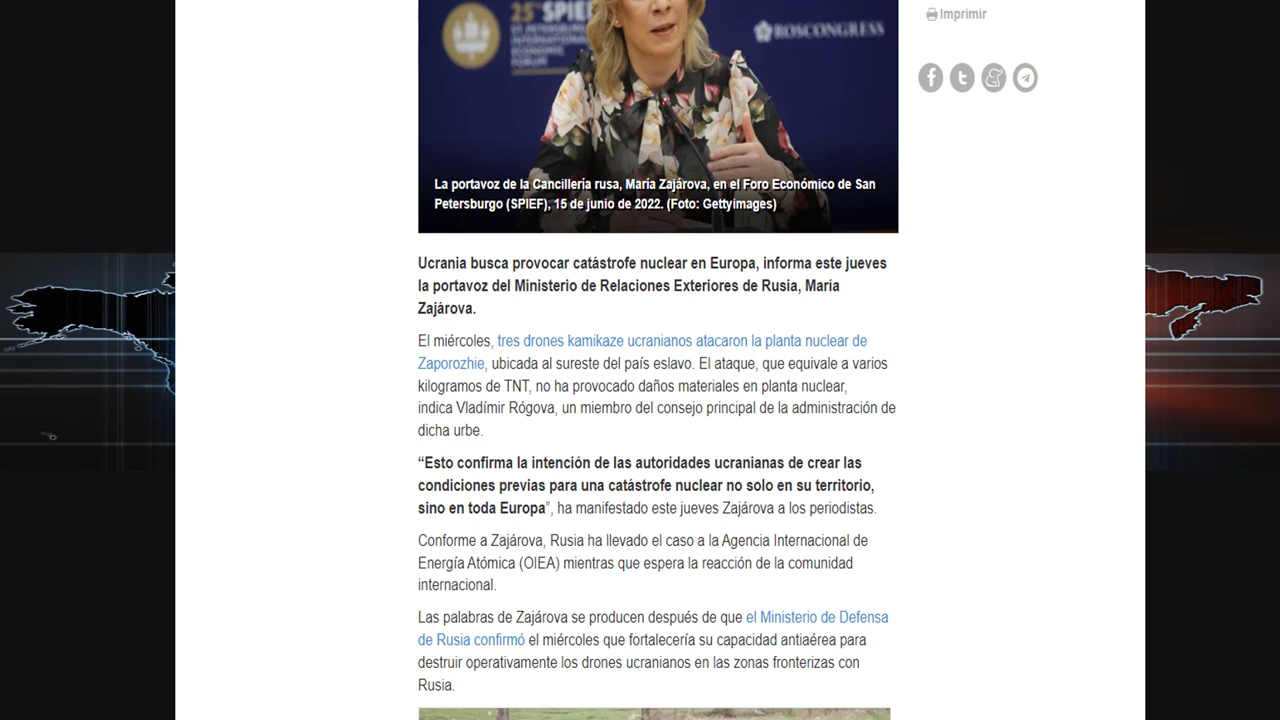 25 SPIEF
ST. PETERSBURG
INTERNATIONAL
ECONOMIC
FORUM
ROSCONGRESS
Imprimir
La portavoz de la Cancillería rusa, María Zajárova, en el Foro Económico de San
Petersburgo (SPIEF), 15 de junio de 2022. (Foto: Gettyimages)
Ucrania busca provocar catástrofe nuclear en Europa, informa este jueves
la portavoz del Ministerio de Relaciones Exteriores de Rusia, María
Zajárova.
El miércoles, tres drones kamikaze ucranianos atacaron la planta nuclear de
Zaporozhie, ubicada al sureste del país eslavo. El ataque, que equivale a varios
kilogramos de TNT, no ha provocado daños materiales en planta nuclear,
indica Vladímir Rógova, un miembro del consejo principal de la administración de
dicha urbe.
“Esto confirma la intención de las autoridades ucranianas de crear las
condiciones previas para una catástrofe nuclear no solo en su territorio,
sino en toda Europa”, ha manifestado este jueves Zajárova a los periodistas.
Conforme a Zajárova, Rusia ha llevado el caso a la Agencia Internacional de
Energía Atómica (OIEA) mientras que espera la reacción de la comunidad
internacional.
Las palabras de Zajárova se producen después de que el Ministerio de Defensa
de Rusia confirmó el miércoles que fortalecería su capacidad antiaérea para
destruir operativamente los drones ucranianos en las zonas fronterizas con
Rusia.